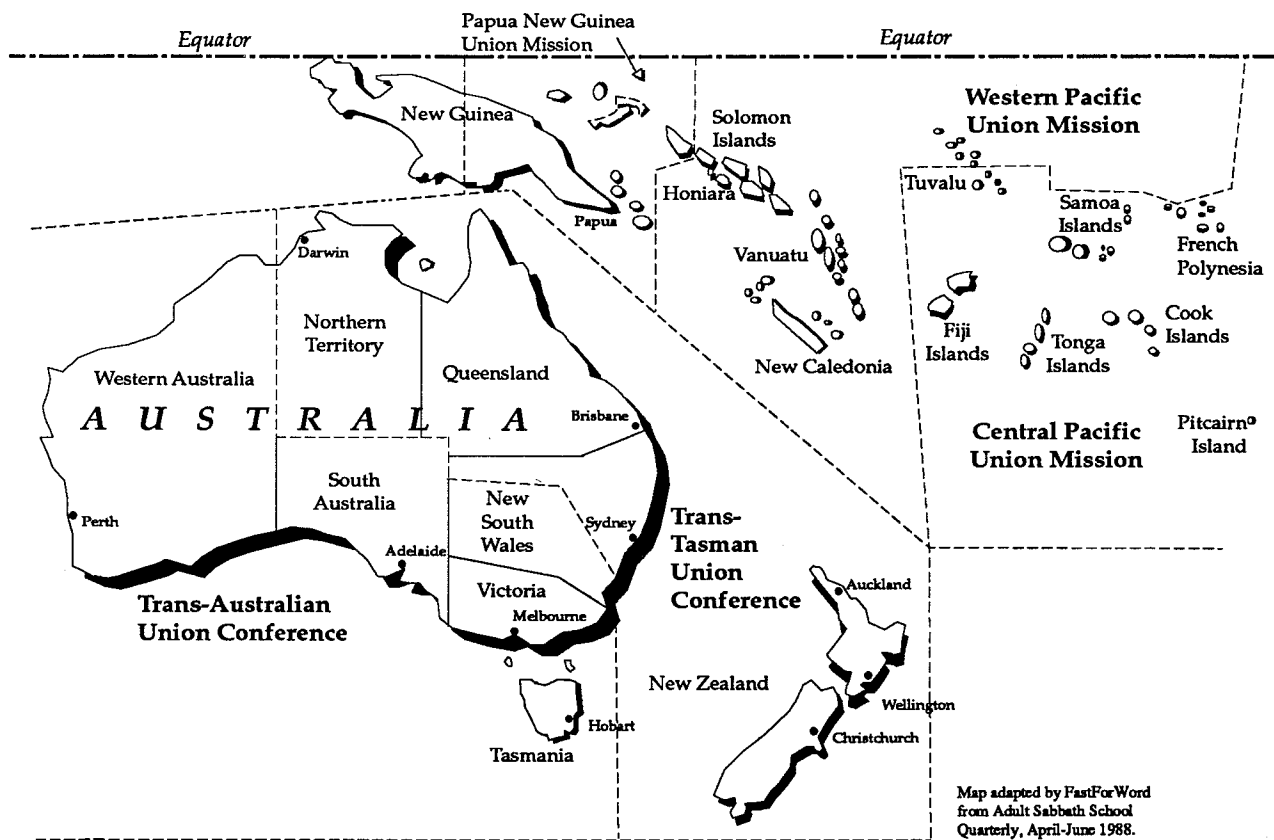 Papua New Guinea
Union Mission
Equator
Equator
New Guinea
Western Pacific
Union Mission
Solomon
Islands
Honiara
Tuvalu
Papua
Samoa
Islands
French
Polynesia
Darwin
Vanuatu
Northern
Territory
Fiji
Islands
Tonga
Islands
Cook
Islands
New Caledonia
Western Australia
Queensland
AUSTRALIA
Brisbane
Central Pacific
Union Mission
Pitcairn
Island
South
Australia
New
South
Wales
Perth
Sydney
Trans-
Tasman
Union
Conference
Adelaide
Victoria
Auckland
Trans-Australian
Union Conference
Melbourne
New Zealand
Wellington
Hobart
Christchurch
Tasmania
Map adapted by FastForWord
from Adult Sabbath School
Quarterly, April-June 1988.